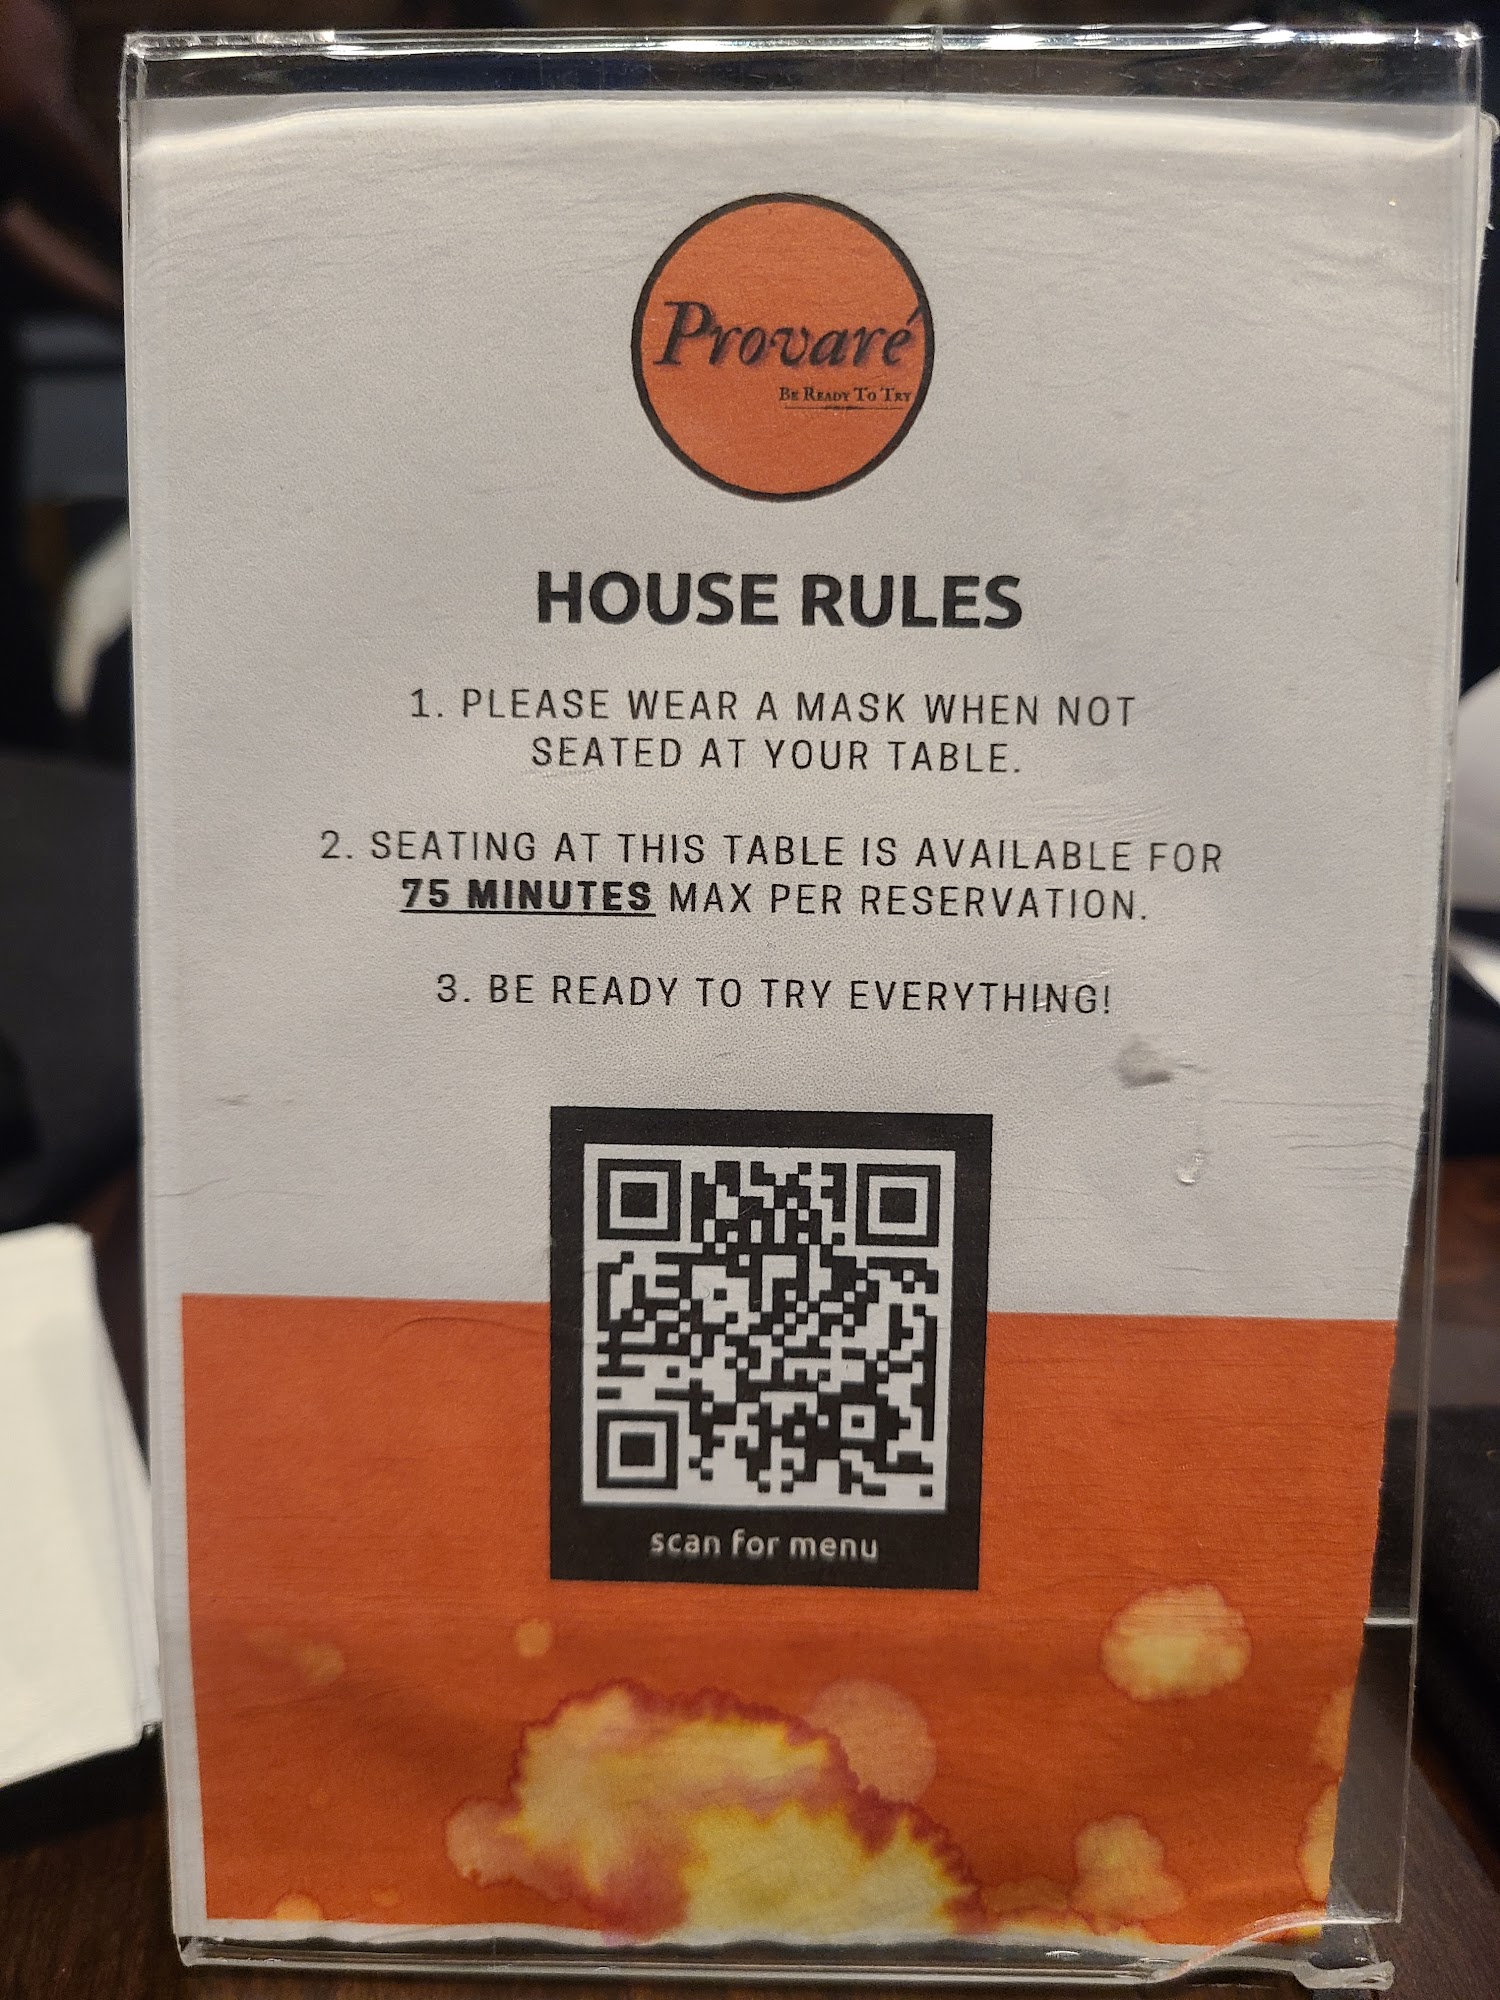 Provaré
BE READY TO TRY
HOUSE RULES
1. PLEASE WEAR A MASK WHEN NOT
SEATED AT YOUR TABLE.
2. SEATING AT THIS TABLE IS AVAILABLE FOR
75 MINUTES MAX PER RESERVATION.
3. BE READY TO TRY EVERYTHING!
scan for menu